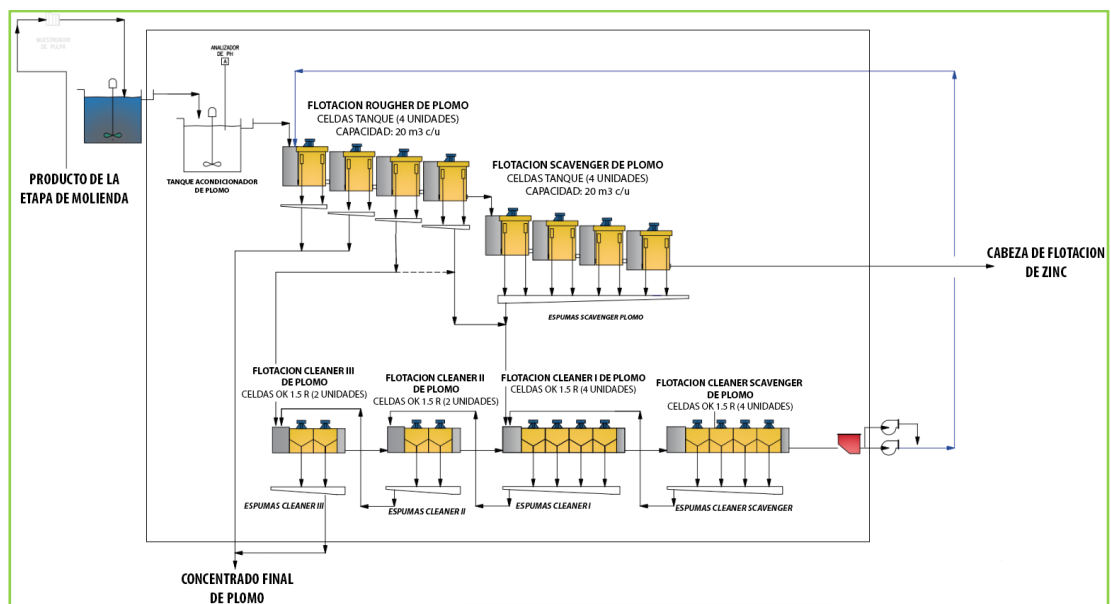 MUESTREADOR
DE PULPA
ANALIZADOR
DE PH
A
PRODUCTO DE LA
ETAPA DE MOLIENDA
TANQUE ACONDICIONADOR
DE PLOMO
FLOTACION ROUGHER DE PLOMO
CELDAS TANQUE (4 UNIDADES)
CAPACIDAD: 20 m3 c/u
FLOTACION SCAVENGER DE PLOMO
CELDAS TANQUE (4 UNIDADES)
CAPACIDAD: 20 m3 c/u
CABEZA DE FLOTACION
DE ZINC
ESPUMAS SCAVENGER PLOMO
FLOTACION CLEANER III
DE PLOMO
CELDAS OK 1.5 R (2 UNIDADES)
FLOTACION CLEANER II
DE PLOMO
CELDAS OK 1.5 R (2 UNIDADES)
FLOTACION CLEANER I DE PLOMO
CELDAS OK 1.5 R (4 UNIDADES)
FLOTACION CLEANER SCAVENGER
DE PLOMO
CELDAS OK 1.5 R (4 UNIDADES)
ESPUMAS CLEANER III
ESPUMAS CLEANER II
ESPUMAS CLEANER I
ESPUMAS CLEANER SCAVENGER
CONCENTRADO FINAL
DE PLOMO